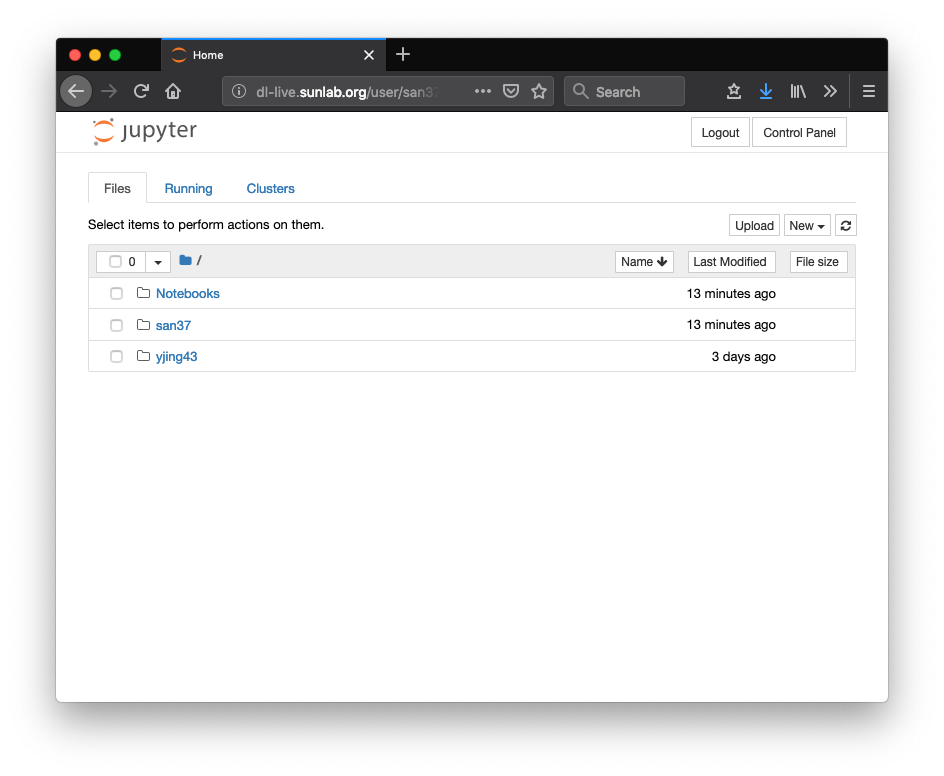 Home
dl-live.sunlab.org/user/san37
Search
jupyter
Logout Control Panel
Files Running Clusters
Select items to perform actions on them.
Upload New
0 / Name Last Modified File size
Notebooks 13 minutes ago
san37 13 minutes ago
yjing43 3 days ago